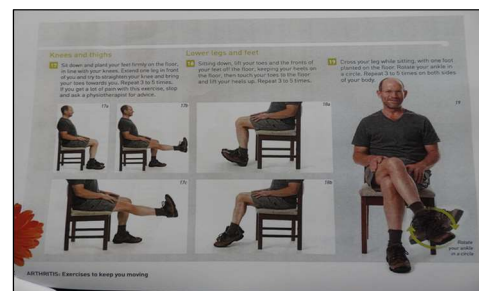 Knees and thighs
17 Sit down and plant your feet firmly on the floor,
in line with your knees. Extend one leg in front
of you and try to straighten your knee and bring
your toes towards you. Repeat 3 to 5 times.
If you get a lot of pain with this exercise, stop
and ask a physiotherapist for advice.
17a
17b
17c
Lower legs and feet
18 Sitting down, lift your toes and the fronts of
your feet off the floor, keeping your heels on
the floor, then touch your toes to the floor
and lift your heels up. Repeat 3 to 5 times.
18a
18b
19 Cross your leg while sitting, with one foot
planted on the floor. Rotate your ankle in
a circle. Repeat 3 to 5 times on both sides
of your body.
19
Rotate
your ankle
in a circle
ARTHRITIS: Exercises to keep you moving